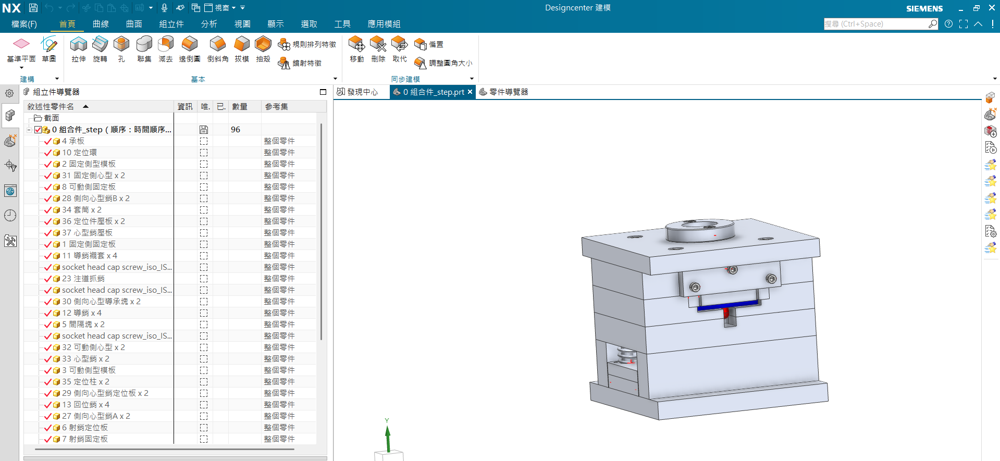 NX
視窗
Designcenter 建模
SIEMENS
檔案(F)
首頁
曲線
曲面
組立件
分析
視圖
顯示
選取
工具
應用模組
搜尋 (Ctrl+Space)
基準平面
草圖
拉伸
旋轉
孔
聯集
減去
邊倒圓
倒斜角
拔模
抽殼
規則排列特徵
鏡射特徵
移動
刪除
取代
偏置
調整圓角大小
建構
基本
同步建模
組立件導覽器
發現中心
0 組合件_step.prt
零件導覽器
敘述性零件名
資訊
唯.
已.
數量
參考集
截面
0 組合件_step ( 順序：時間順序... 96
4 承板 整個零件
10 定位環 整個零件
2 固定側型模板 整個零件
31 固定側心型 x 2 整個零件
8 可動側固定板 整個零件
28 側向心型銷B x 2 整個零件
34 套筒 x 2 整個零件
36 定位件壓板 x 2 整個零件
37 心型銷壓板 整個零件
1 固定側固定板 整個零件
11 導銷襯套 x 4 整個零件
socket head cap screw_iso_IS... 整個零件
23 注道抓銷 整個零件
socket head cap screw_iso_IS... 整個零件
30 側向心型導承塊 x 2 整個零件
12 導銷 x 4 整個零件
5 間隔塊 x 2 整個零件
socket head cap screw_iso_IS... 整個零件
32 可動側心型 x 2 整個零件
33 心型銷 x 2 整個零件
3 可動側型模板 整個零件
35 定位柱 x 2 整個零件
29 側向心型銷定位板 x 2 整個零件
13 回位銷 x 4 整個零件
27 側向心型銷A x 2 整個零件
6 射銷定位板 整個零件
7 射銷固定板 整個零件
Y